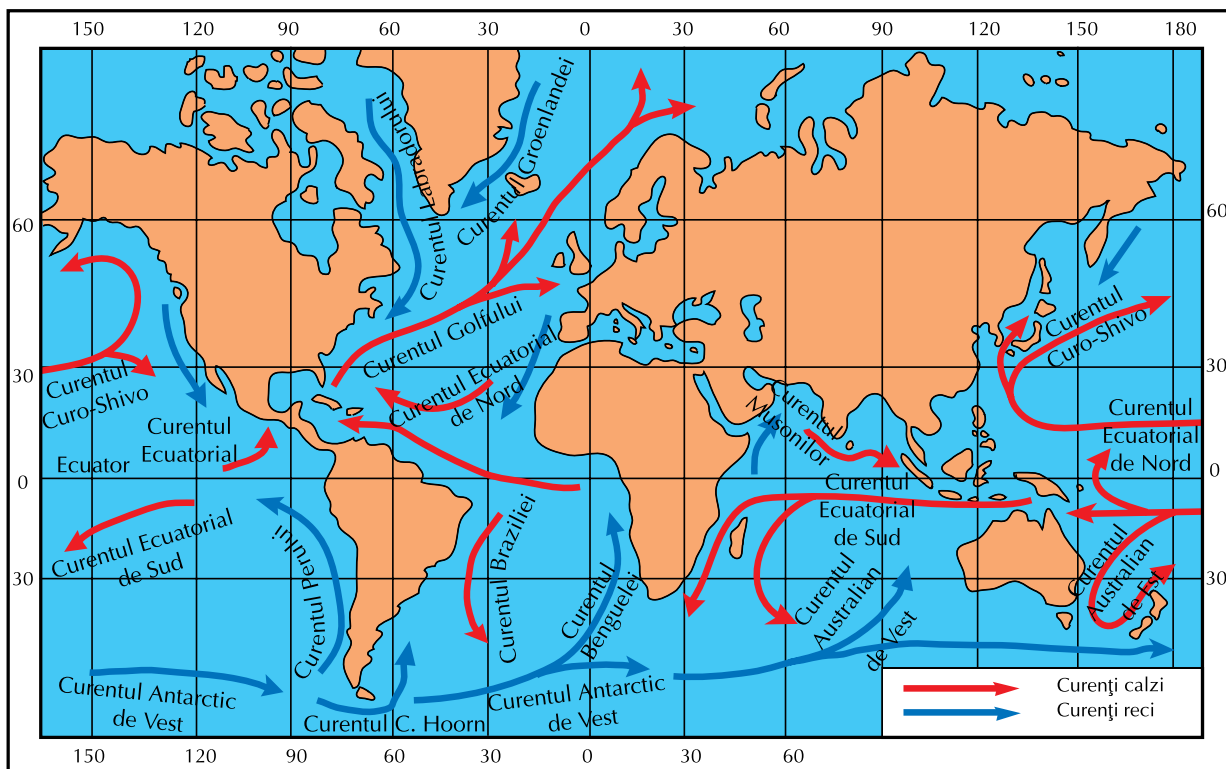 150 120 90 60 30 0 30 60 90 120 150 180
60 60
30 30
0 0
30 30
Curentul Labradorului
Curentul Groenlandei
Curentul Golfului
Curentul Ecuatorial
de Nord
Curentul
Curo-Shivo
Curentul
Curo-Shivo
Curentul
Ecuatorial
Ecuator
Curentul
Musonilor
Curentul
Ecuatorial
de Nord
Curentul Ecuatorial
de Sud
Curentul Perului
Curentul Braziliei
Curentul
Benguelei
Curentul
Ecuatorial
de Sud
Curentul
Australian
de Vest
Curentul
Australian
de Est
Curentul Antarctic
de Vest
Curentul C. Hoorn
Curentul Antarctic
de Vest
Curenţi calzi
Curenţi reci
150 120 90 60 30 0 30 60